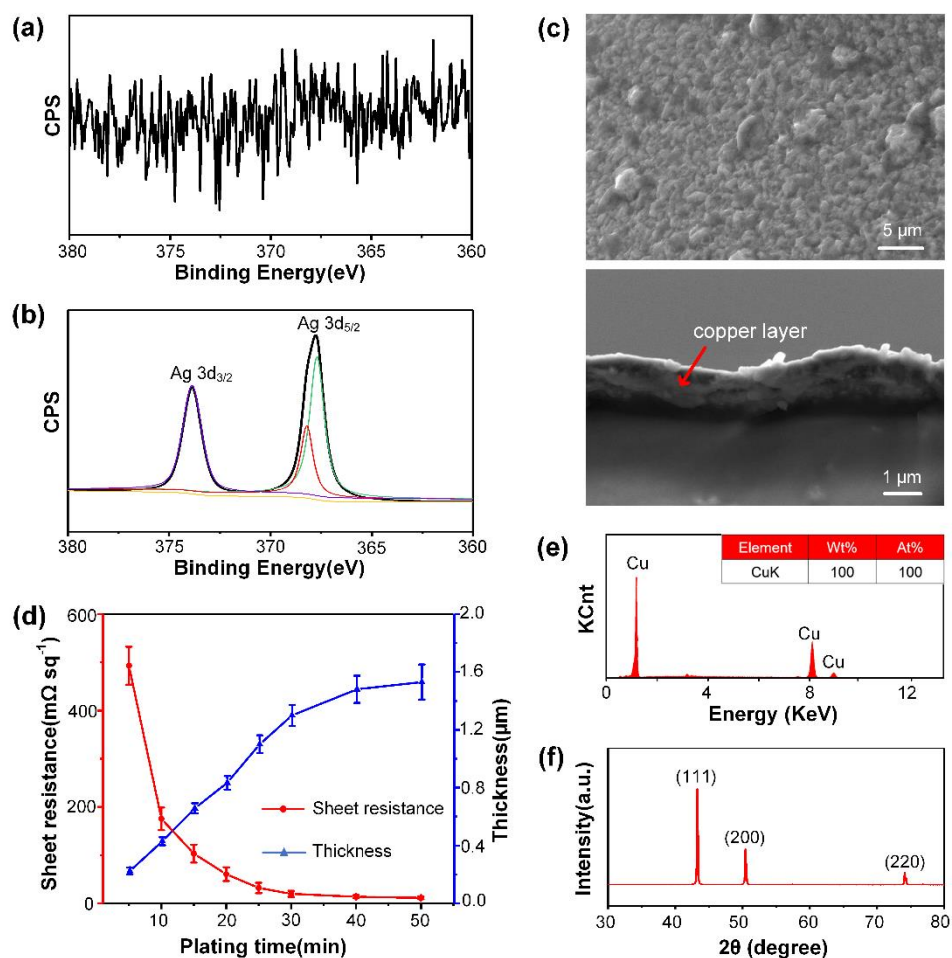 (a)
CPS
380
375
370
365
360
Binding Energy(eV)
(b)
CPS
Ag 3d3/2
Ag 3d5/2
380
375
370
365
360
Binding Energy(eV)
(c)
5 µm
copper layer
1 µm
(d)
Sheet resistance(mΩ sq-1)
600
400
200
0
Thickness(µm)
2.0
1.6
1.2
0.8
0.4
0.0
Sheet resistance
Thickness
10
20
30
40
50
Plating time(min)
(e)
KCnt
Element Wt% At%
CuK 100 100
Cu
Cu
Cu
0
4
8
12
Energy (KeV)
(f)
Intensity(a.u.)
(111)
(200)
(220)
30
40
50
60
70
80
2θ (degree)